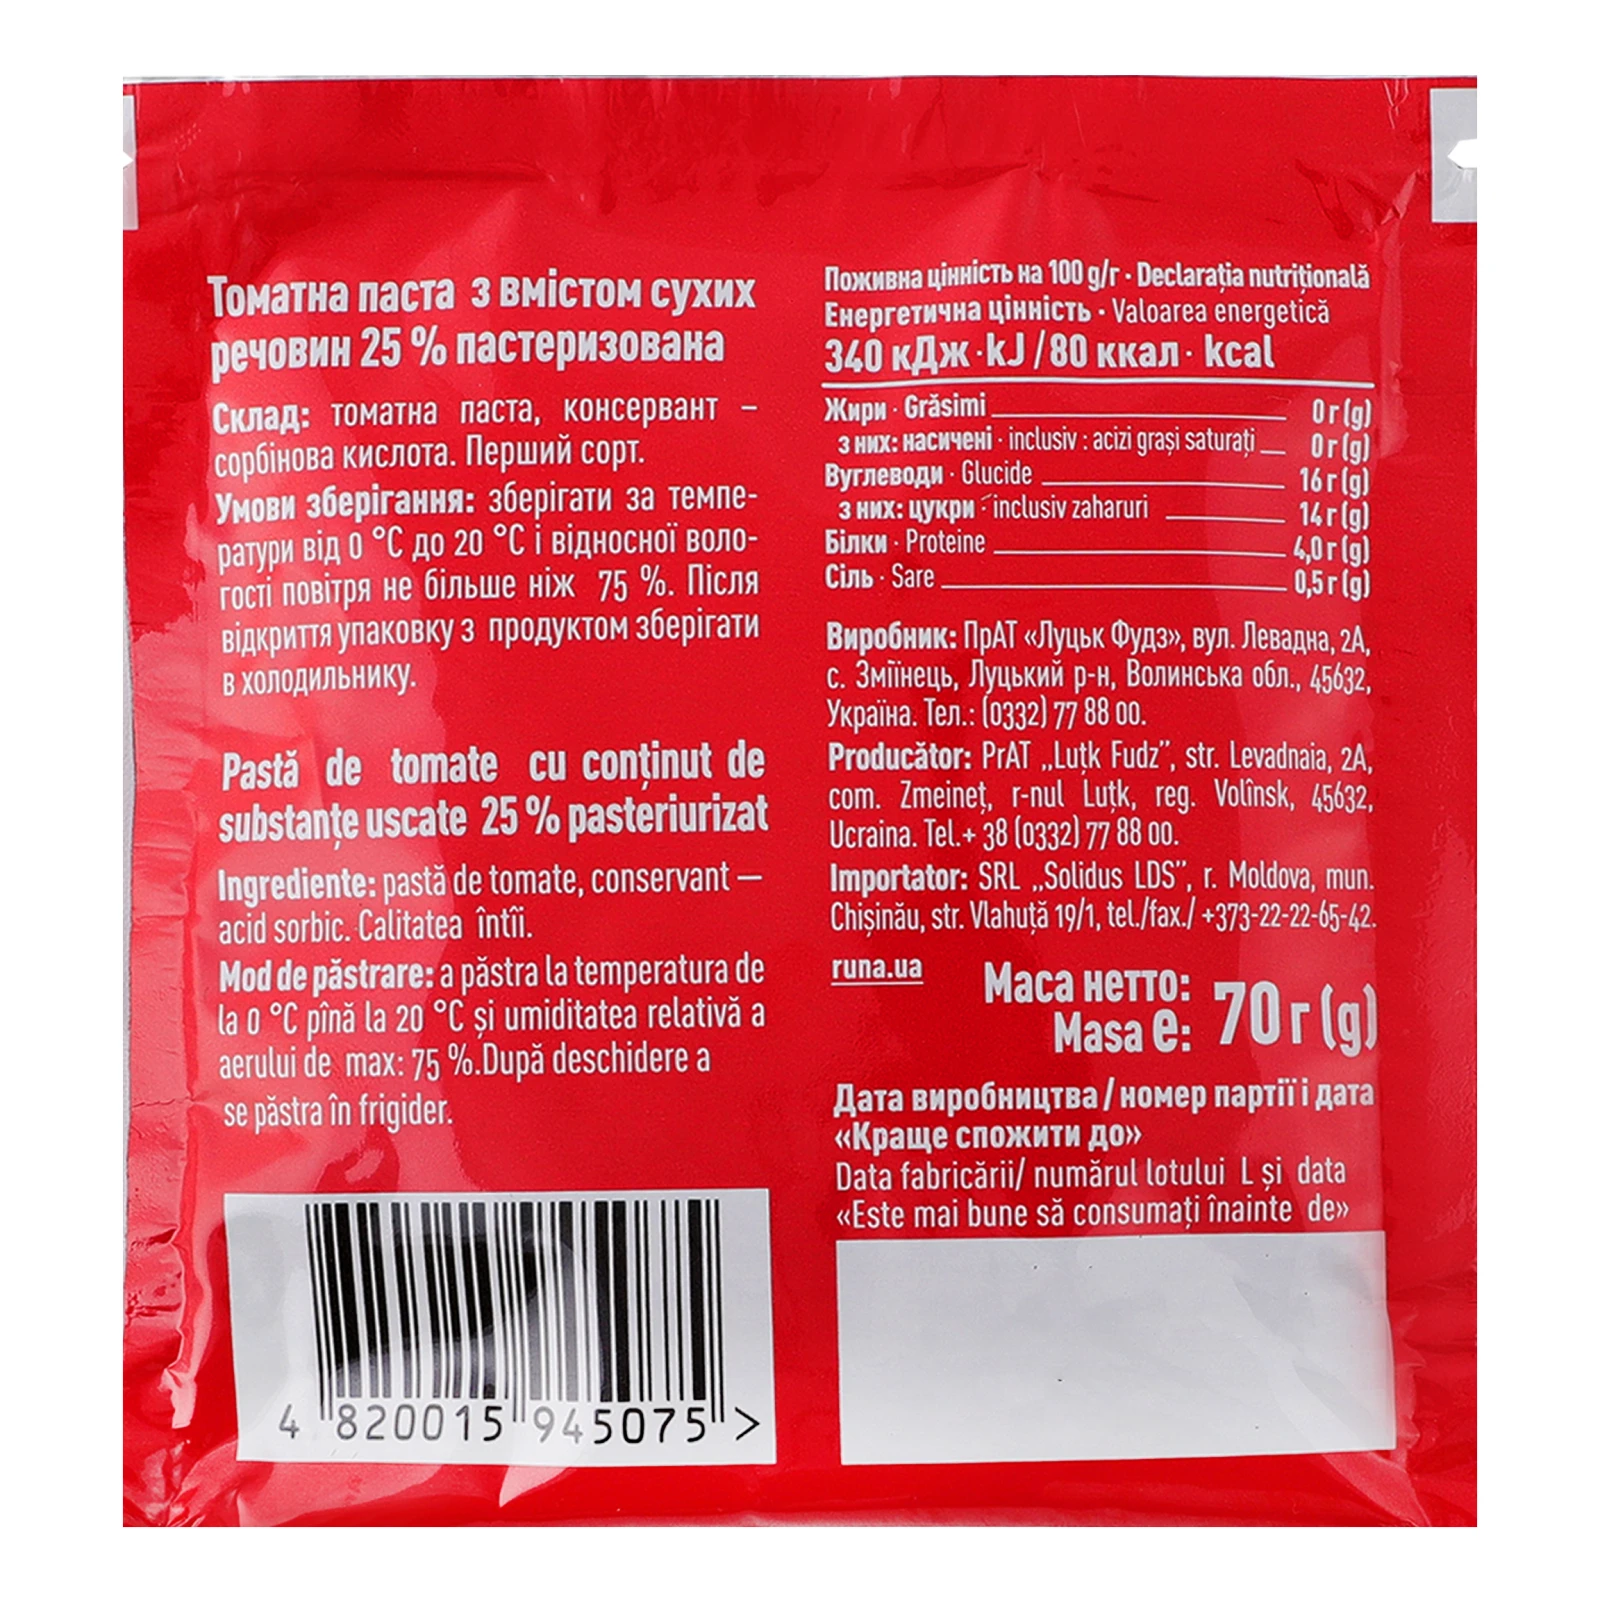 Томатна паста з вмістом сухих
речовин 25 % пастеризована
Склад: томатна паста, консервант –
сорбінова кислота. Перший сорт.
Умови зберігання: зберігати за темпе-
ратури від 0 °C до 20 °C і відносної воло-
гості повітря не більше ніж 75 %. Після
відкриття упаковку з продуктом зберігати
в холодильнику.
Pastă de tomate cu conținut de
substanțe uscate 25 % pasteriurizat
Ingrediente: pastă de tomate, conservant —
acid sorbic. Calitatea întîi.
Mod de păstrare: a păstra la temperatura de
la 0 °C pînă la 20 °C și umiditatea relativă a
aerului de max: 75 %.După deschidere a
se păstra în frigider.
4 820015 945075 >
Поживна цінність на 100 g/г · Declarația nutrițională
Енергетична цінність · Valoarea energetică
340 кДж · kJ / 80 ккал · kcal
Жири · Grăsimi 0 г (g)
з них: насичені · inclusiv : acizi grași saturați 0 г (g)
Вуглеводи · Glucide 16 г (g)
з них: цукри · inclusiv zaharuri 14 г (g)
Білки · Proteine 4,0 г (g)
Сіль · Sare 0,5 г (g)
Виробник: ПрАТ «Луцьк Фудз», вул. Левадна, 2А,
с. Зміїнець, Луцький р-н, Волинська обл., 45632,
Україна. Тел.: (0332) 77 88 00.
Producător: PrAT „Luțk Fudz”, str. Levadnaia, 2A,
com. Zmeineț, r-nul Luțk, reg. Volînsk, 45632,
Ucraina. Tel.+ 38 (0332) 77 88 00.
Importator: SRL „Solidus LDS”, r. Moldova, mun.
Chișinău, str. Vlahuță 19/1, tel./fax./ +373-22-22-65-42.
runa.ua
Маса нетто:
Masa e: 70 г (g)
Дата виробництва / номер партії і дата
«Краще спожити до»
Data fabricării/ numărul lotului L și data
«Este mai bune să consumați înainte de»